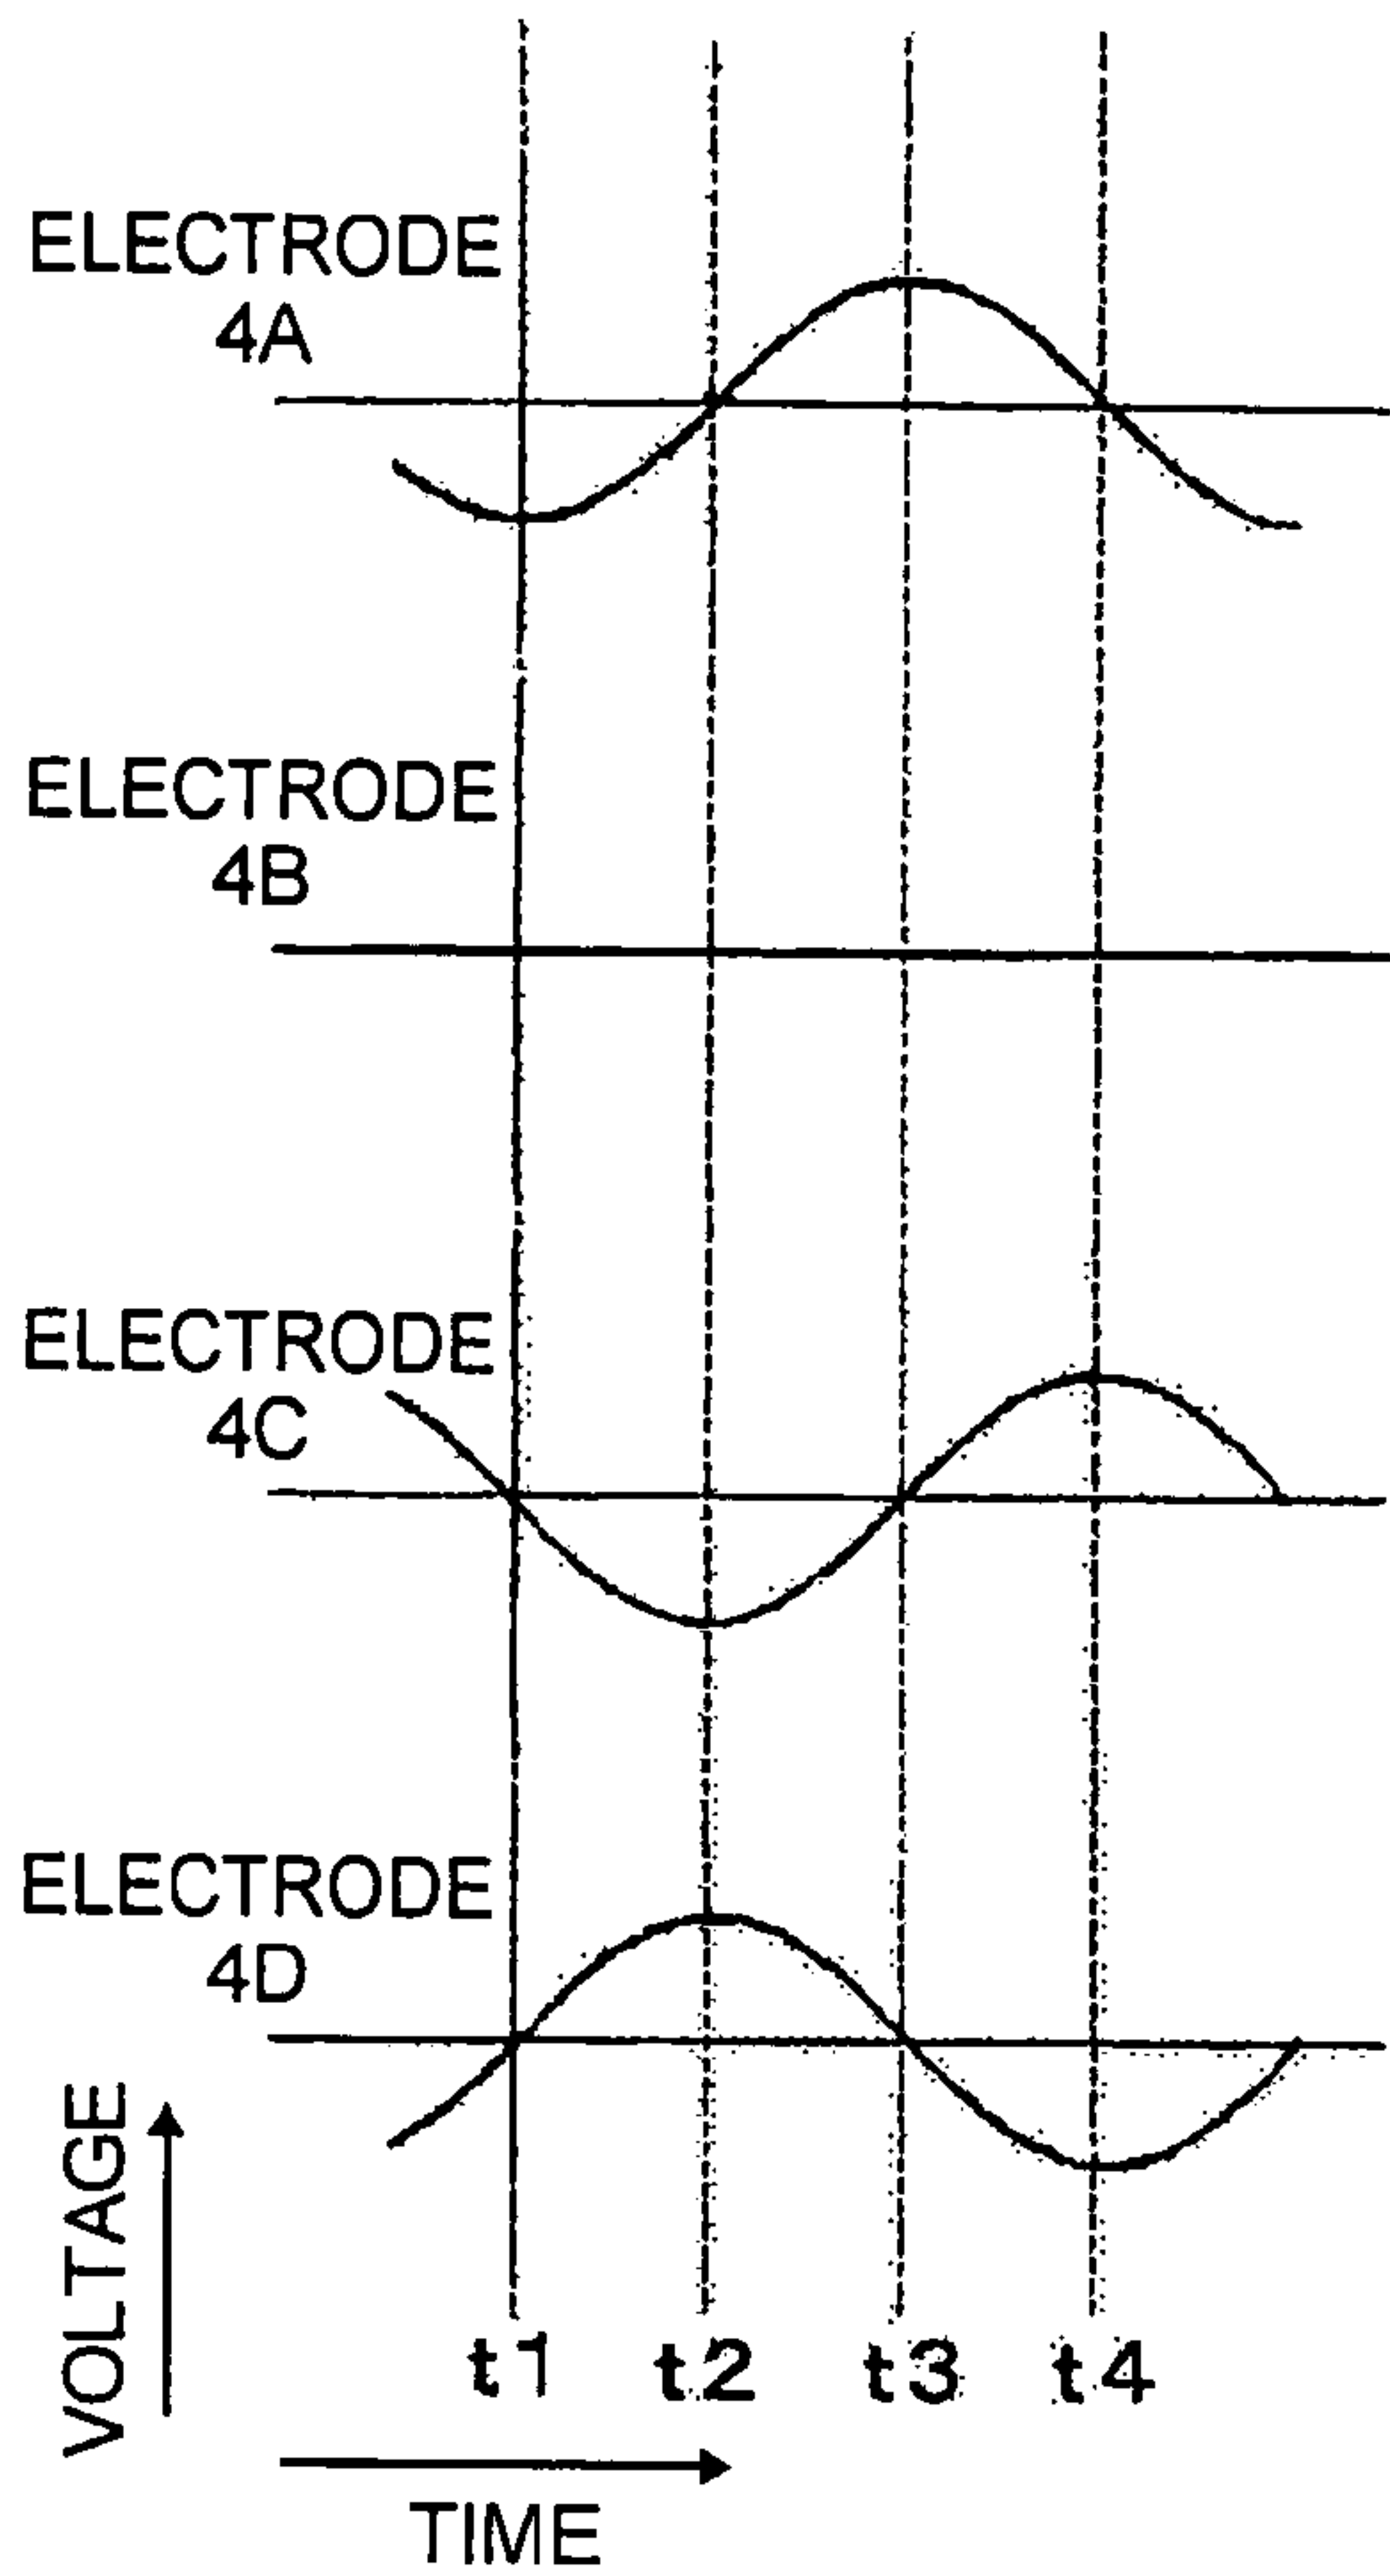 ELECTRODE
4A
ELECTRODE
4B
ELECTRODE
4C
ELECTRODE
4D
VOLTAGE
t1 t2 t3 t4
TIME